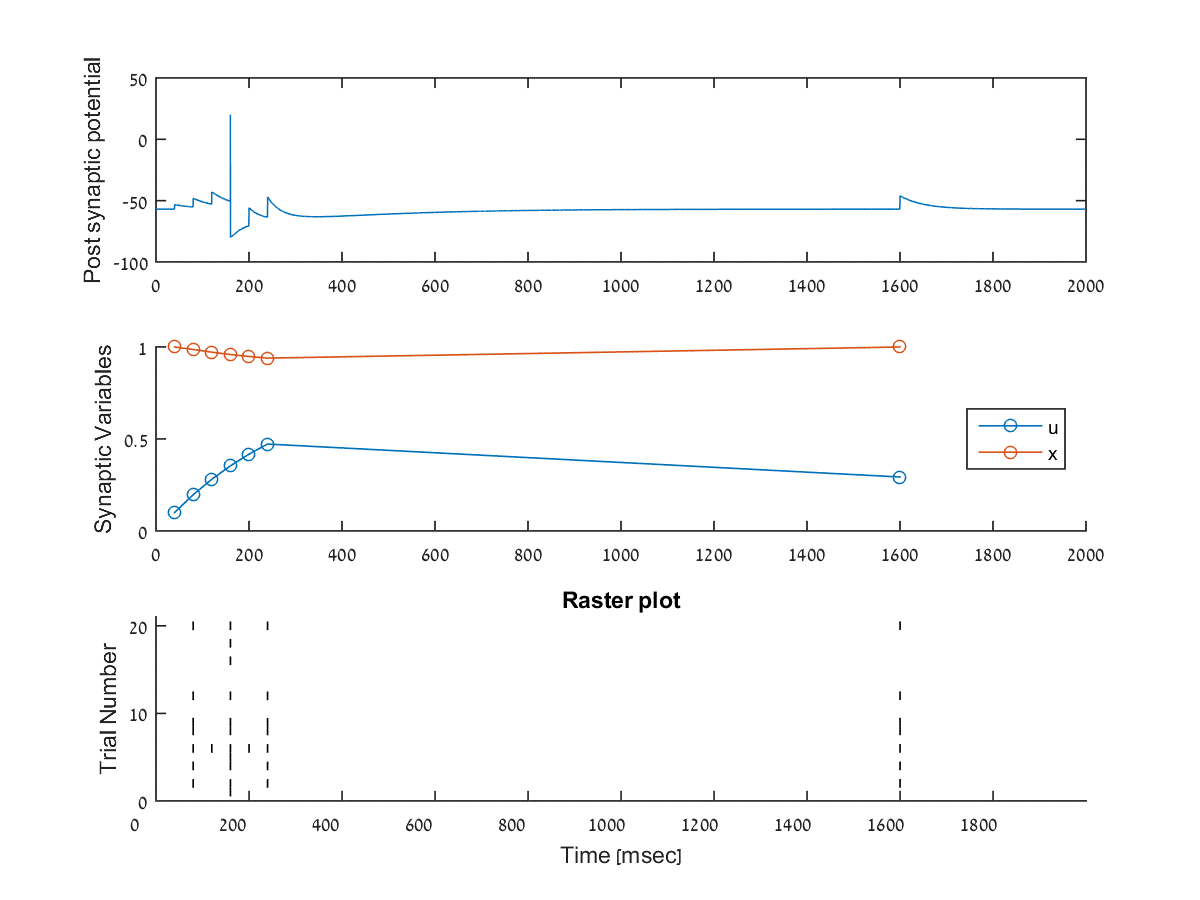 Post synaptic potential
50
0
-50
-100
0 200 400 600 800 1000 1200 1400 1600 1800 2000
Synaptic Variables
1
0.5
0
u
x
0 200 400 600 800 1000 1200 1400 1600 1800 2000
Raster plot
Trial Number
20
10
0
0 200 400 600 800 1000 1200 1400 1600 1800
Time [msec]